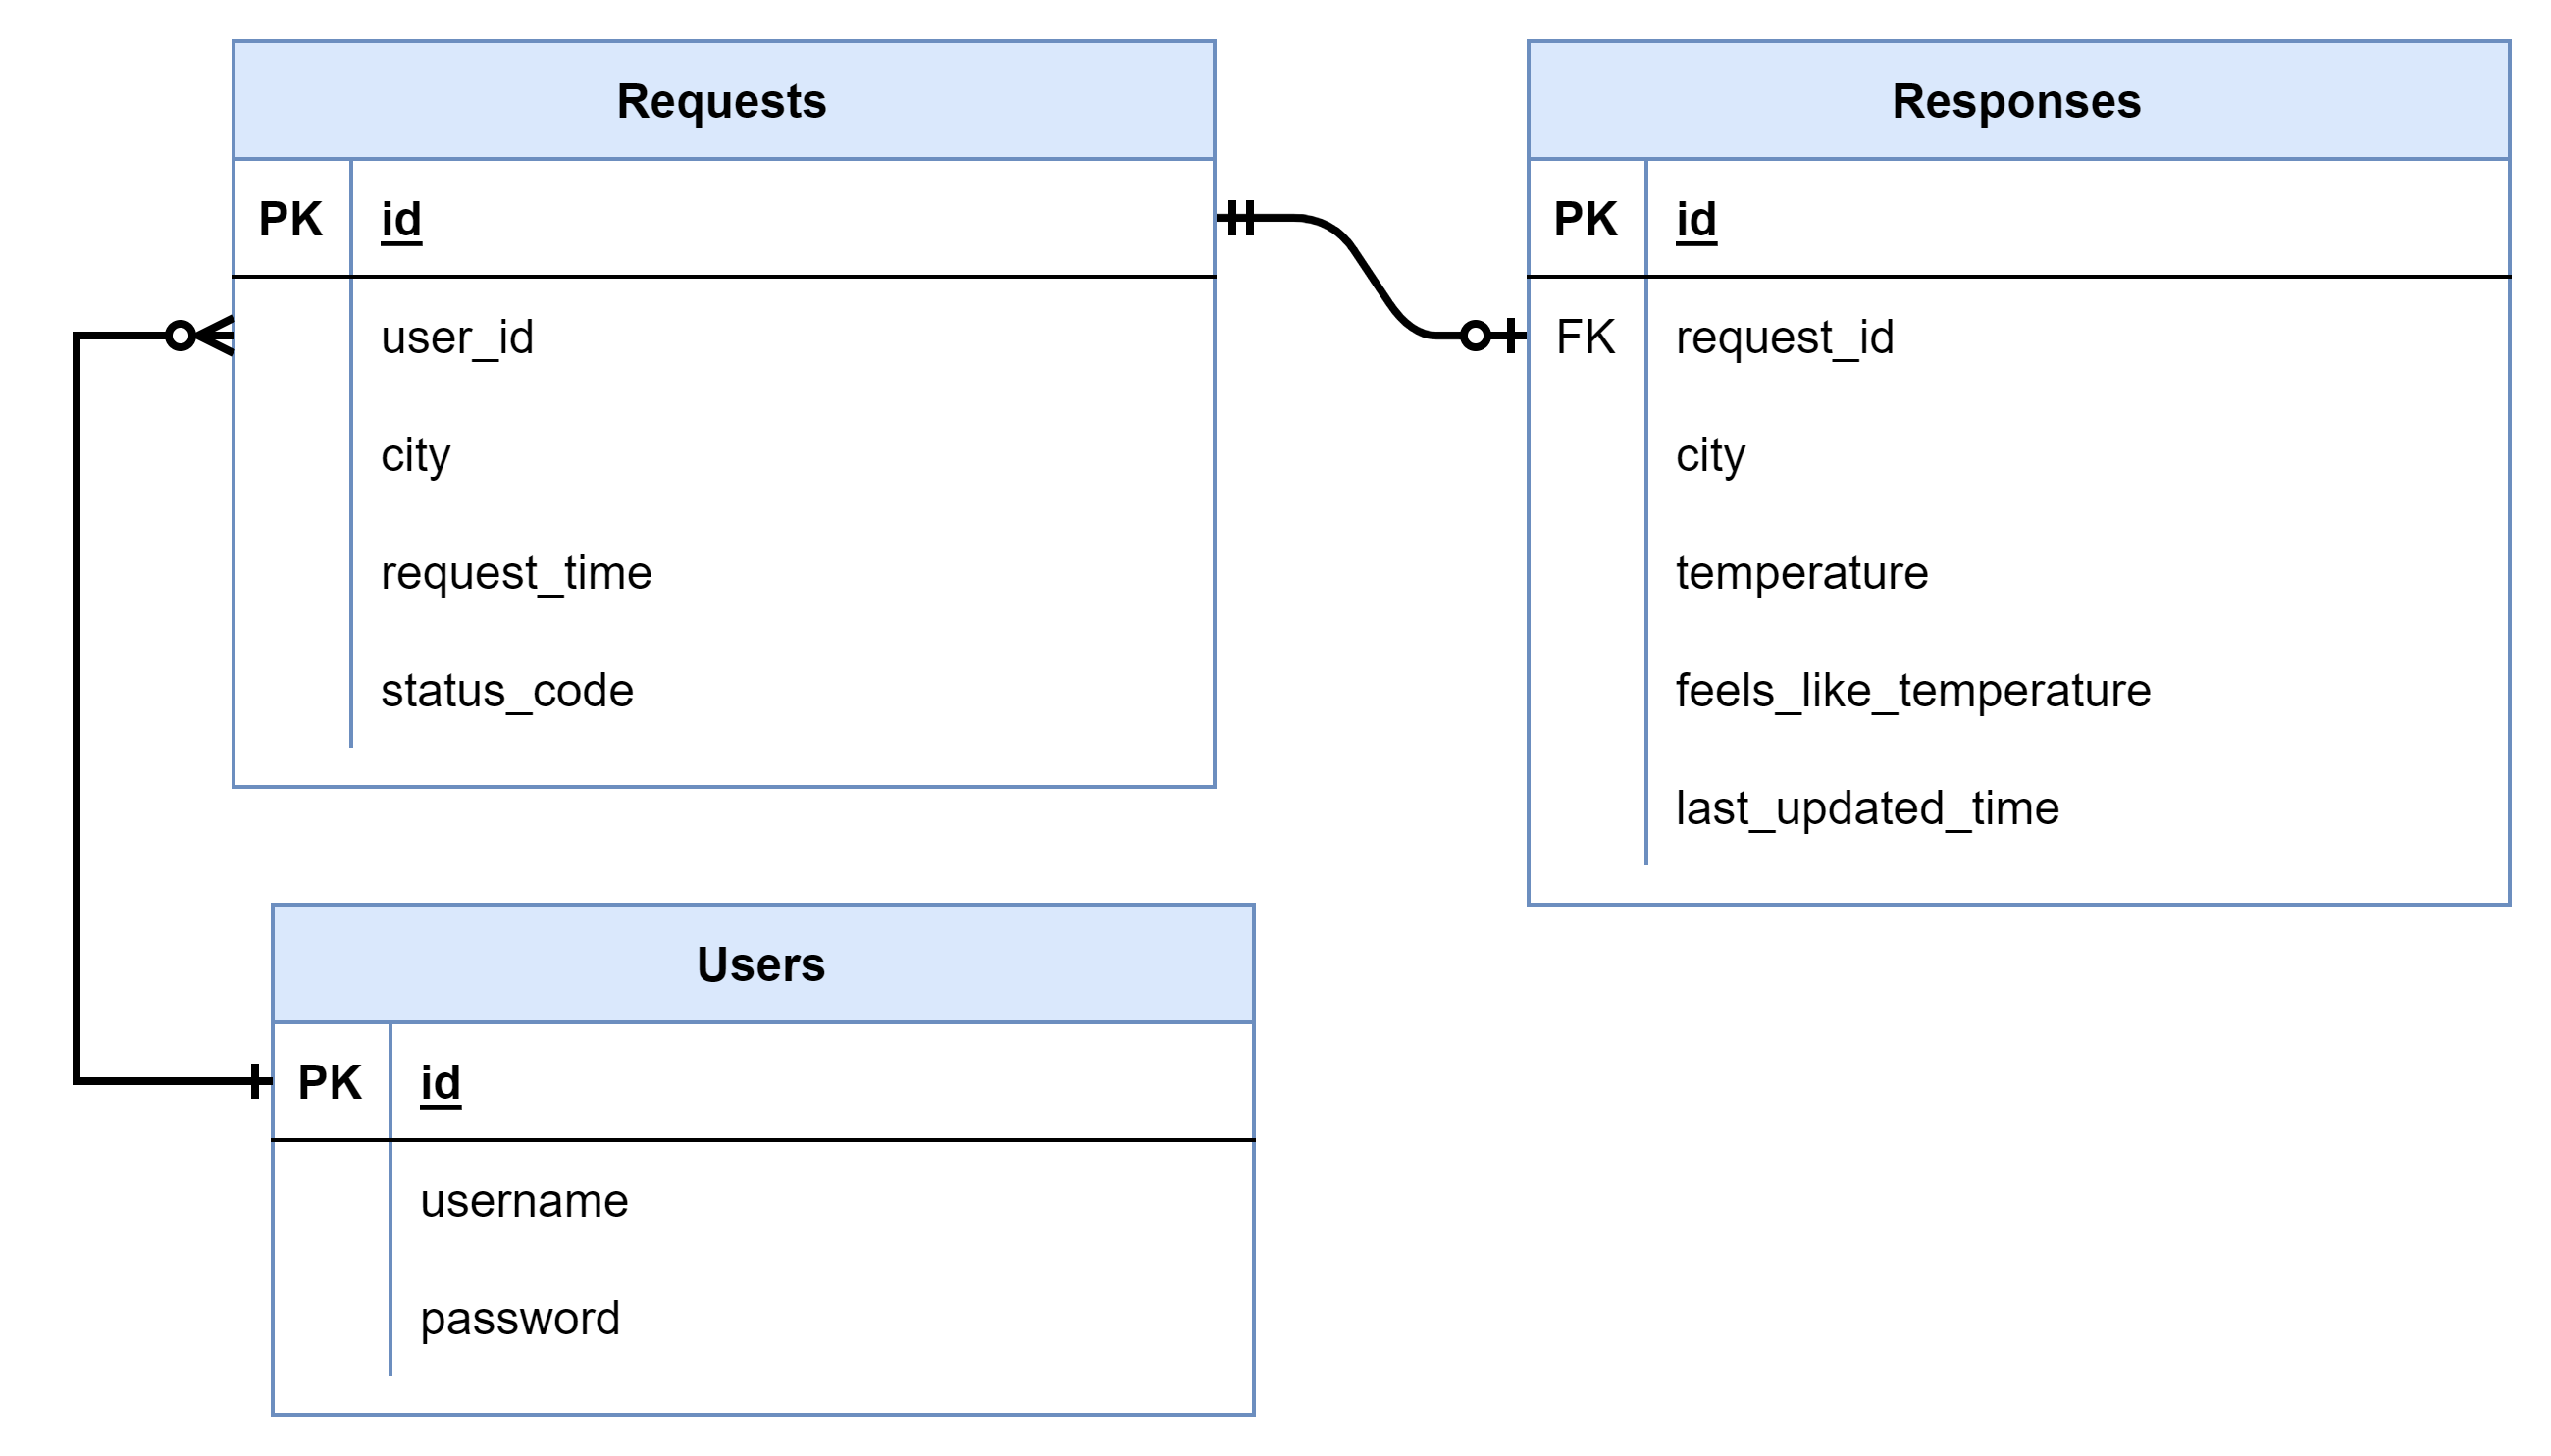 Requests
PK id
user_id
city
request_time
status_code
Responses
PK id
FK request_id
city
temperature
feels_like_temperature
last_updated_time
Users
PK id
username
password